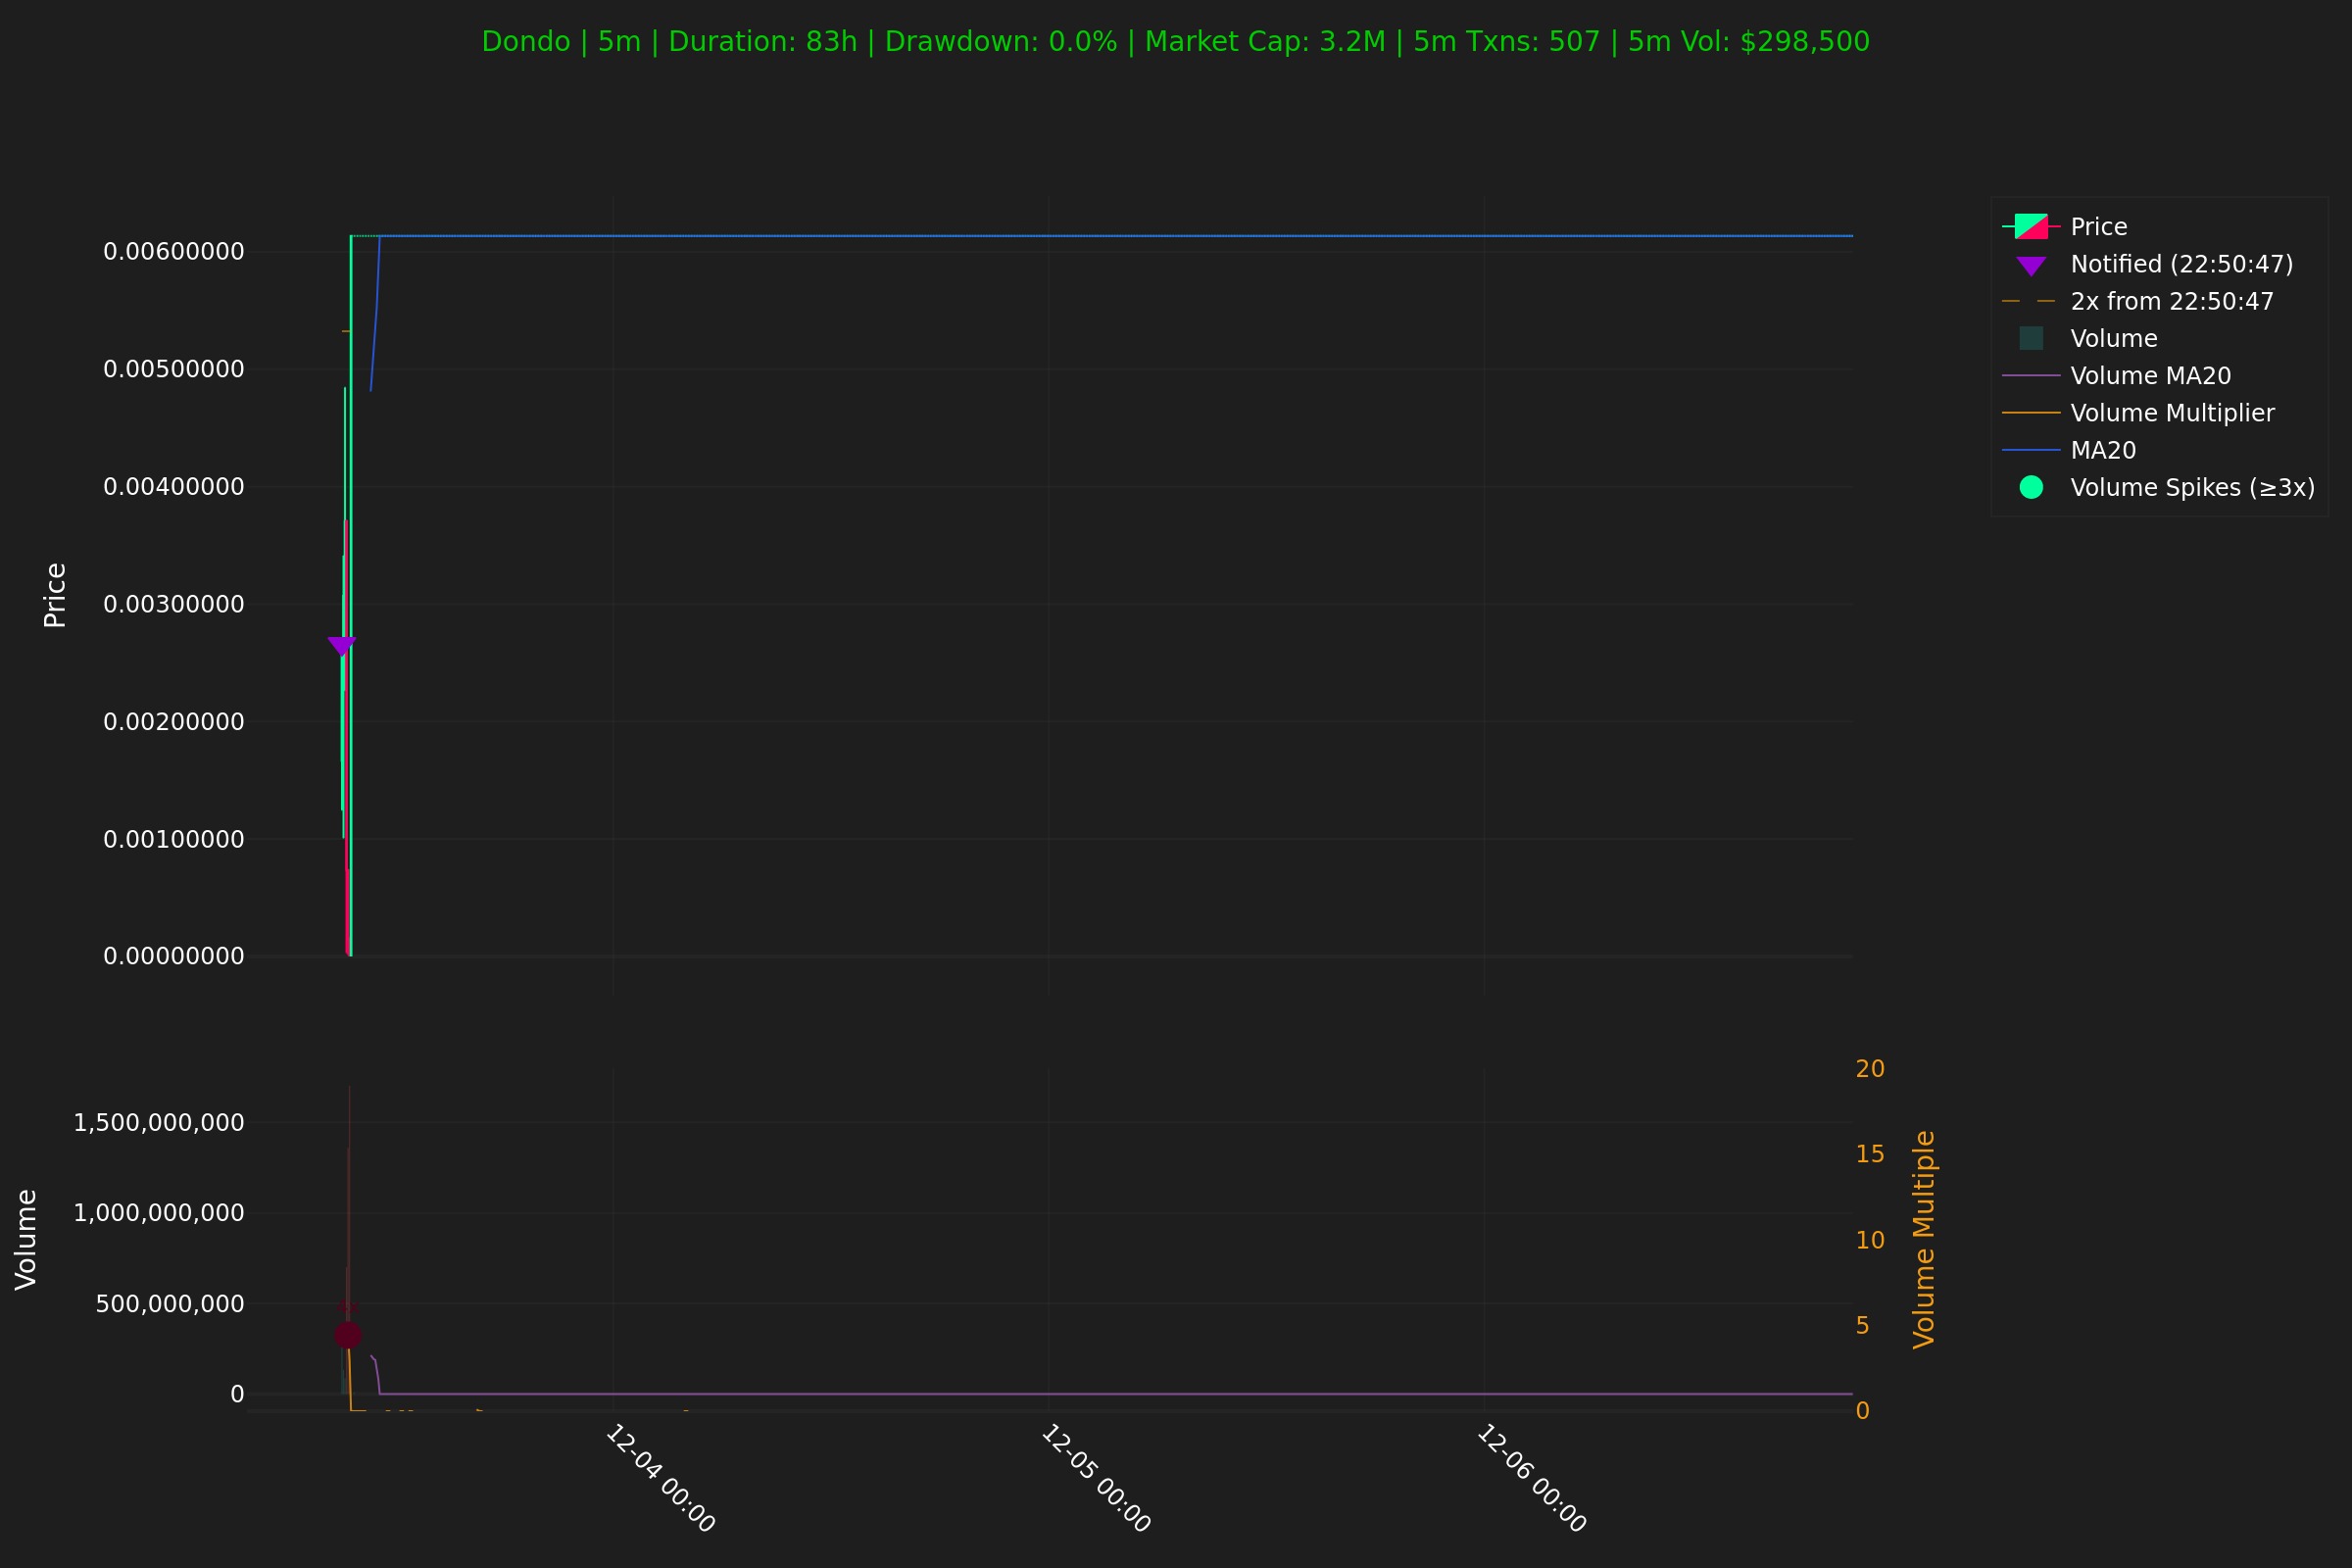 Dondo | 5m | Duration: 83h | Drawdown: 0.0% | Market Cap: 3.2M | 5m Txns: 507 | 5m Vol: $298,500
Price
Notified (22:50:47)
2x from 22:50:47
Volume
Volume MA20
Volume Multiplier
MA20
Volume Spikes (≥3x)
Price
0.00600000
0.00500000
0.00400000
0.00300000
0.00200000
0.00100000
0.00000000
Volume
1,500,000,000
1,000,000,000
500,000,000
0
20
15
10
5
0
Volume Multiple
12-04 00:00
12-05 00:00
12-06 00:00